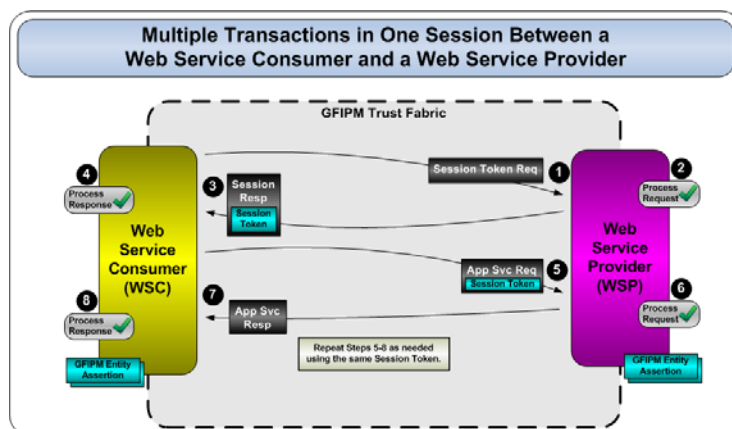 Multiple Transactions in One Session Between a
Web Service Consumer and a Web Service Provider
GFIPM Trust Fabric
4
Process
Response
3
Session
Resp
Session
Token
Session Token Req
1
2
Process
Request
Web
Service
Consumer
(WSC)
Web
Service
Provider
(WSP)
App Svc Req
Session Token
5
8
Process
Response
7
App Svc
Resp
6
Process
Request
Repeat Steps 5-8 as needed
using the same Session Token.
GFIPM Entity
Assertion
GFIPM Entity
Assertion